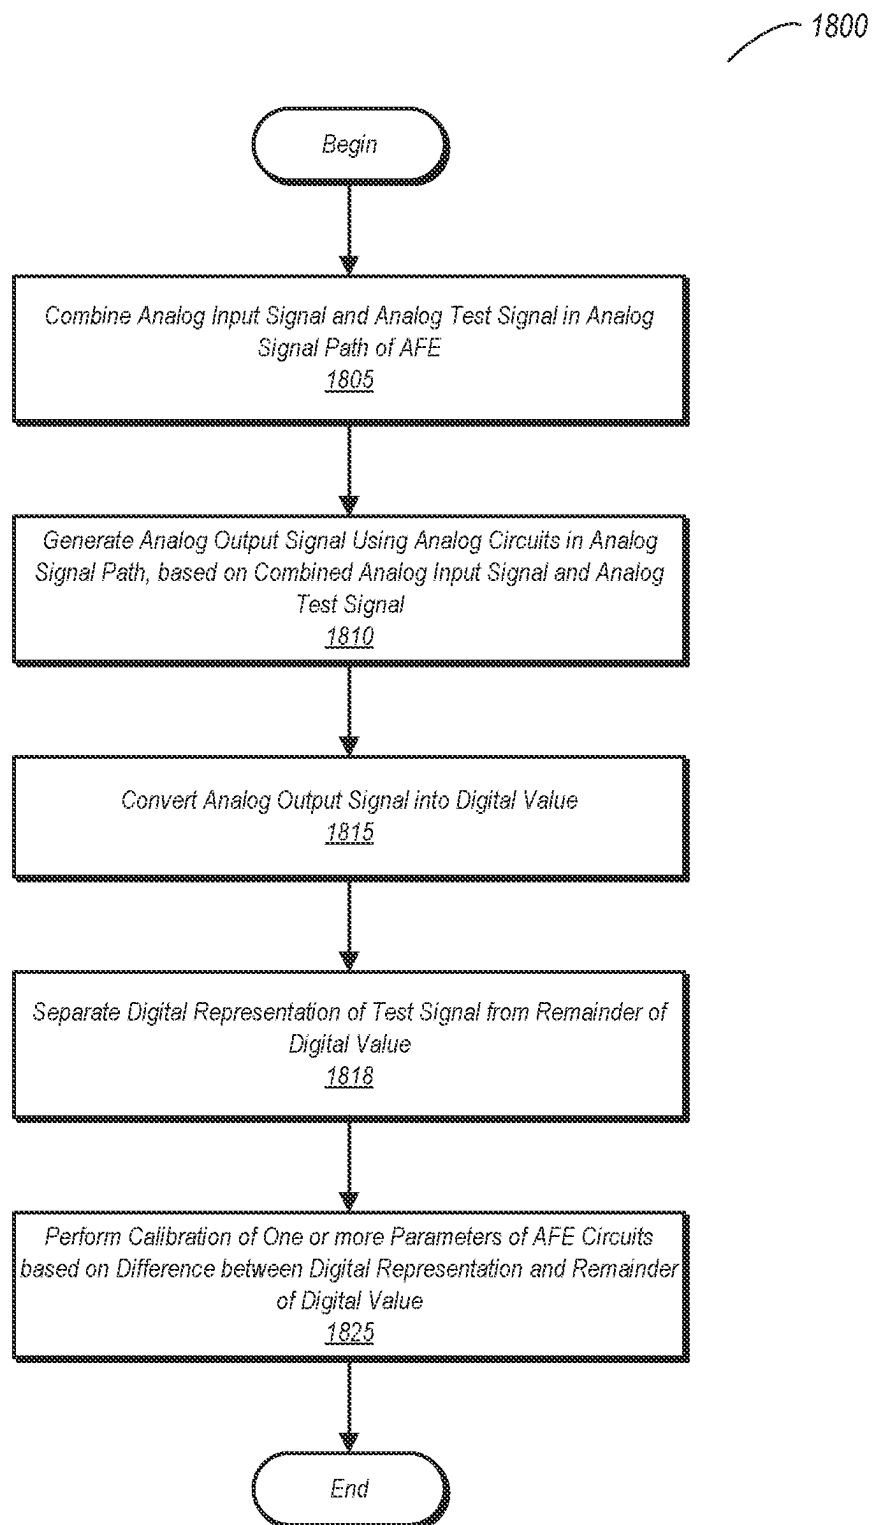 1800
Begin
Combine Analog Input Signal and Analog Test Signal in Analog
Signal Path of AFE
1805
Generate Analog Output Signal Using Analog Circuits in Analog
Signal Path, based on Combined Analog Input Signal and Analog
Test Signal
1810
Convert Analog Output Signal into Digital Value
1815
Separate Digital Representation of Test Signal from Remainder of
Digital Value
1818
Perform Calibration of One or more Parameters of AFE Circuits
based on Difference between Digital Representation and Remainder
of Digital Value
1825
End